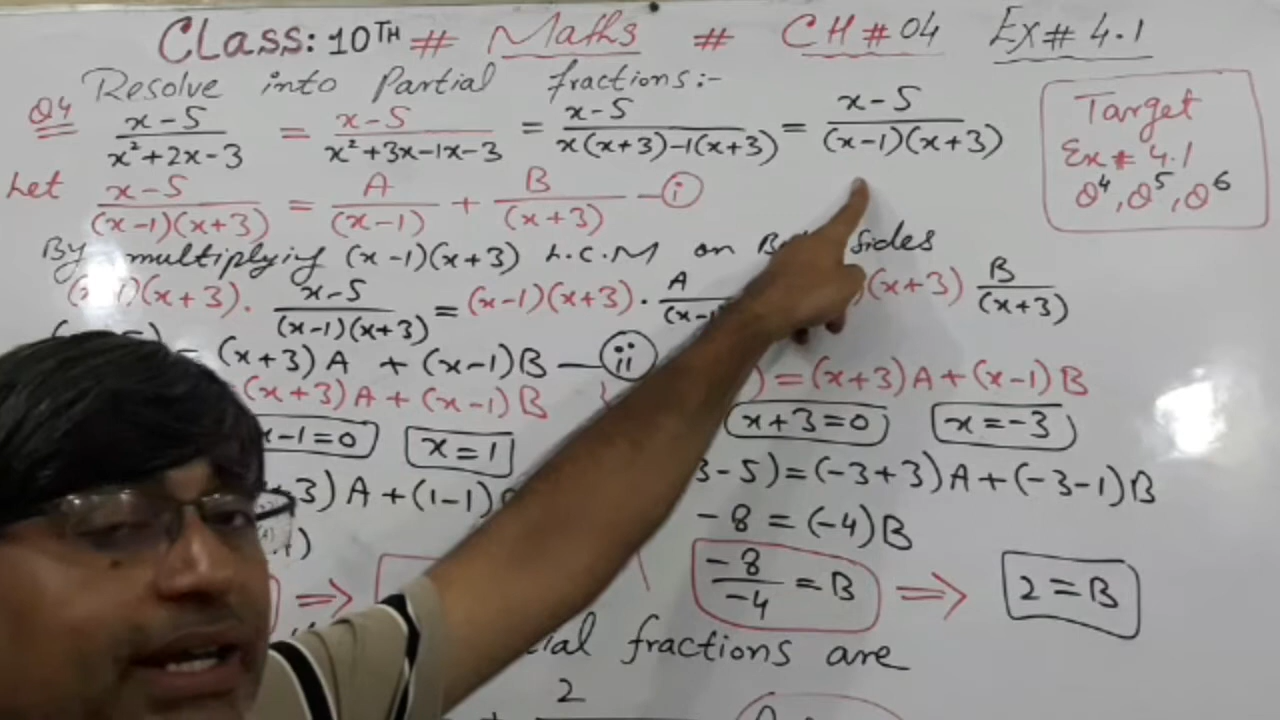 CLASS: 10TH # Maths # CH # 04 Ex # 4.1
Resolve into Partial fractions:-
Q4 x-5/x²+2x-3 = x-5/x²+3x-1x-3 = x-5/x(x+3)-1(x+3) = x-5/(x-1)(x+3)
Target
Ex # 4.1
Q4, Q5, Q6
Let x-5/(x-1)(x+3) = A/(x-1) + B/(x+3) — i
By multiplying (x-1)(x+3) L.C.M on sides
(x+3). x-5/(x-1)(x+3) = (x-1)(x+3) . A/(x-1 (x+3) B/(x+3)
(x+3)A + (x-1)B — ii
(x+3)A + (x-1)B
x-1=0 x=1
+3)A + (1-1)
) = (x+3)A + (x-1)B
x+3=0 x=-3
3-5) = (-3+3)A + (-3-1)B
-8 = (-4)B
-8/-4 = B ⇒ 2=B
⇒
fractions are
2